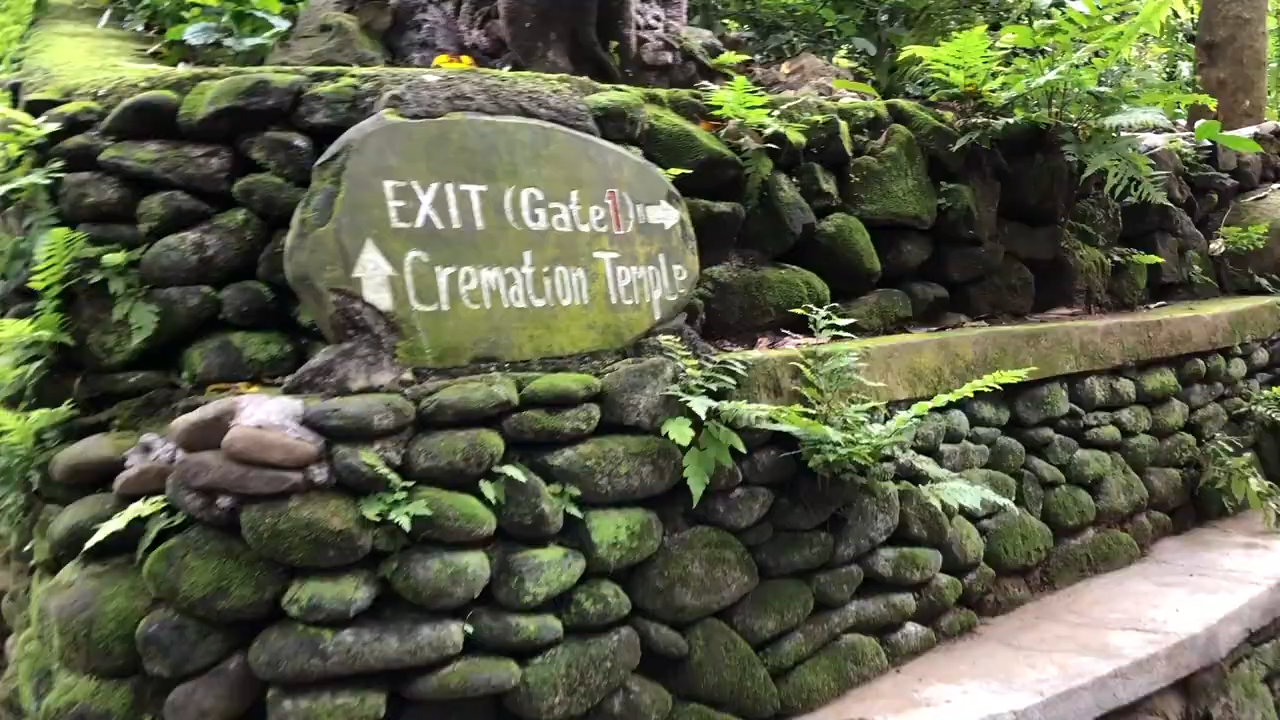 EXIT (Gate 1) ➡
⬆ Cremation Temple